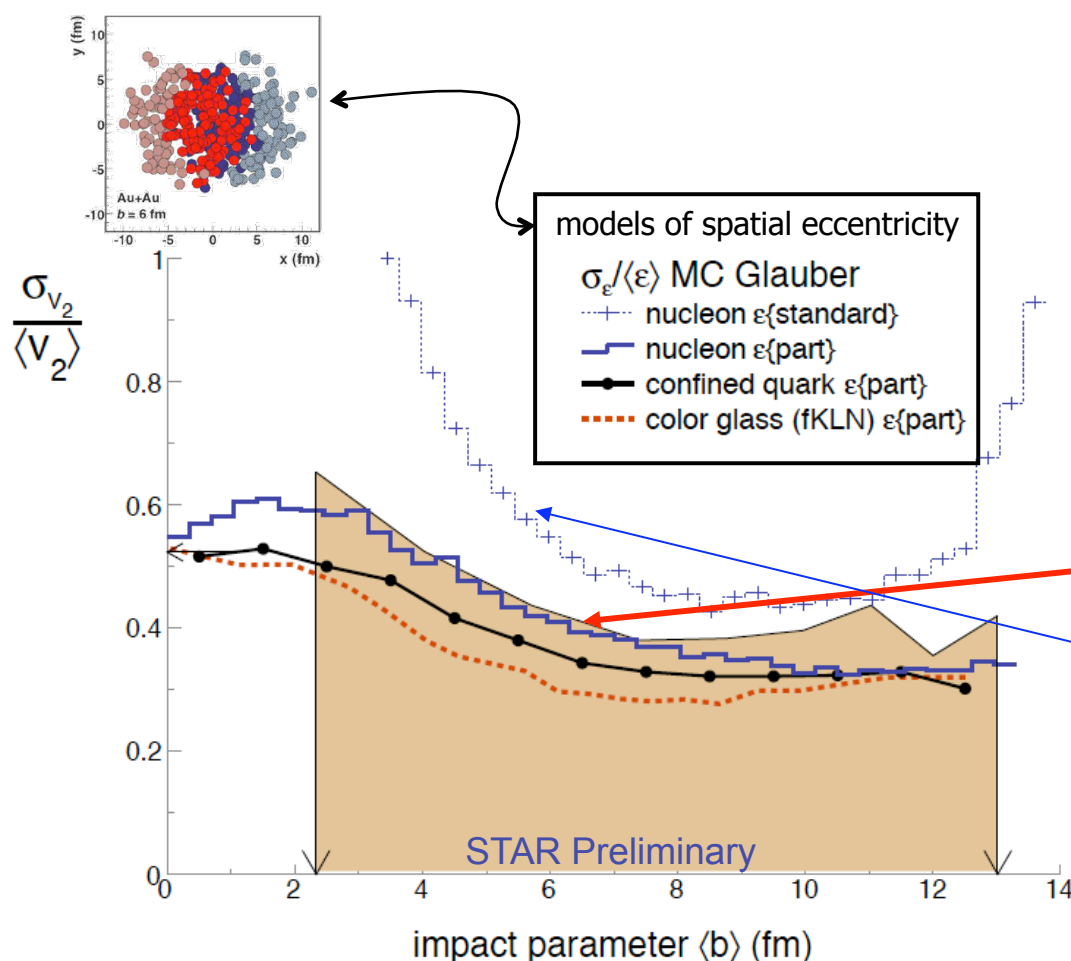 y (fm)
10
5
0
-5
-10
Au+Au
b = 6 fm
-10 -5 0 5 10
x (fm)
models of spatial eccentricity
σε/⟨ε⟩ MC Glauber
nucleon ε{standard}
nucleon ε{part}
confined quark ε{part}
color glass (fKLN) ε{part}
σv2
⟨v2⟩
1
0.8
0.6
0.4
0.2
0
STAR Preliminary
0 2 4 6 8 10 12 14
impact parameter ⟨b⟩ (fm)